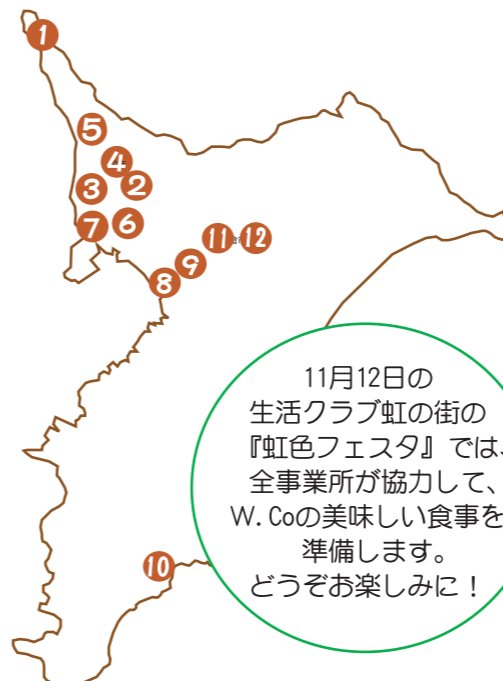 1
5
4
3
2
7
6
11
12
9
8
10
11月12日の
生活クラブ虹の街の
『虹色フェスタ』では、
全事業所が協力して、
W.Coの美味しい食事を
準備します。
どうぞお楽しみに！